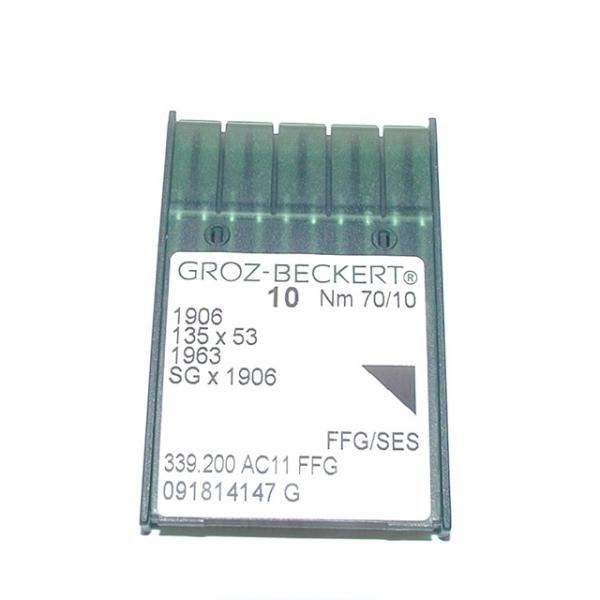 GROZ-BECKERT®
10 Nm 70/10
1906
135 x 53
1963
SG x 1906
FFG/SES
339.200 AC11 FFG
091814147 G